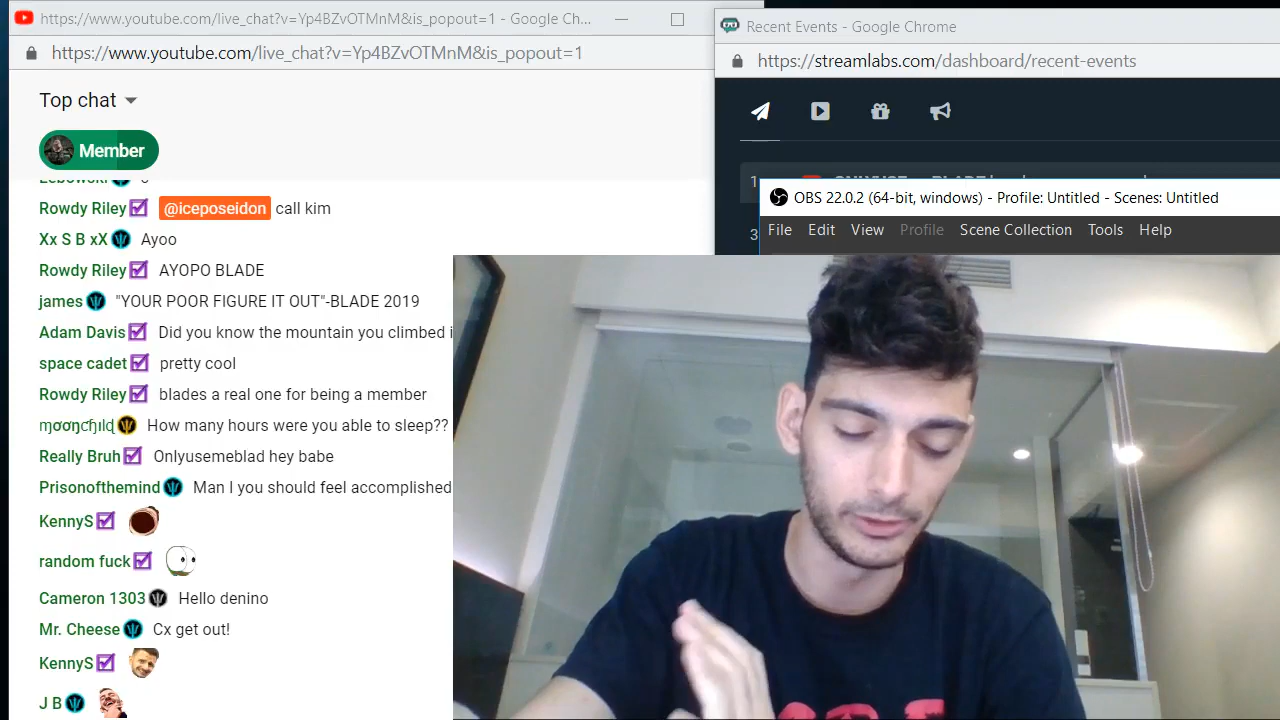 https://www.youtube.com/live_chat?v=Yp4BZvOTMnM&is_popout=1 - Google Ch...
https://www.youtube.com/live_chat?v=Yp4BZvOTMnM&is_popout=1
Top chat
Member
Rowdy Riley @iceposeidon call kim
Xx S B xX Ayoo
Rowdy Riley AYOPO BLADE
james "YOUR POOR FIGURE IT OUT"-BLADE 2019
Adam Davis Did you know the mountain you climbed i
space cadet pretty cool
Rowdy Riley blades a real one for being a member
How many hours were you able to sleep??
Really Bruh Onlyusemeblad hey babe
Prisonofthemind Man I you should feel accomplished
KennyS
random fuck
Cameron 1303 Hello denino
Mr. Cheese Cx get out!
KennyS
J B
Recent Events - Google Chrome
https://streamlabs.com/dashboard/recent-events
1
3
OBS 22.0.2 (64-bit, windows) - Profile: Untitled - Scenes: Untitled
File Edit View Profile Scene Collection Tools Help